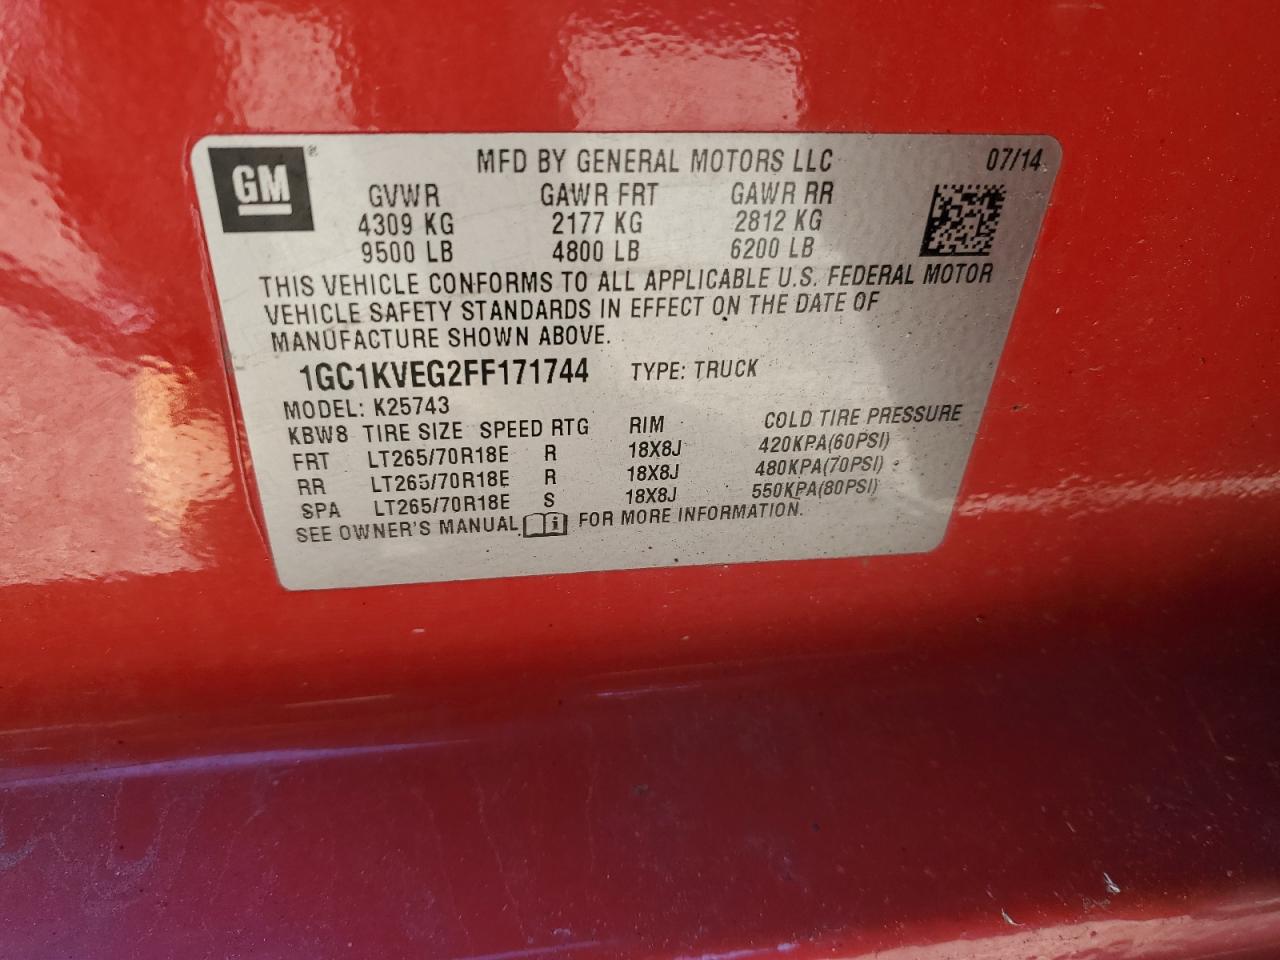 GM® MFD BY GENERAL MOTORS LLC 07/14
GVWR GAWR FRT GAWR RR
4309 KG 2177 KG 2812 KG
9500 LB 4800 LB 6200 LB
THIS VEHICLE CONFORMS TO ALL APPLICABLE U.S. FEDERAL MOTOR
VEHICLE SAFETY STANDARDS IN EFFECT ON THE DATE OF
MANUFACTURE SHOWN ABOVE.
1GC1KVEG2FF171744 TYPE: TRUCK
MODEL: K25743
KBW8 TIRE SIZE SPEED RTG RIM COLD TIRE PRESSURE
FRT LT265/70R18E R 18X8J 420KPA(60PSI)
RR LT265/70R18E R 18X8J 480KPA(70PSI)
SPA LT265/70R18E S 18X8J 550KPA(80PSI)
SEE OWNER'S MANUAL i FOR MORE INFORMATION.